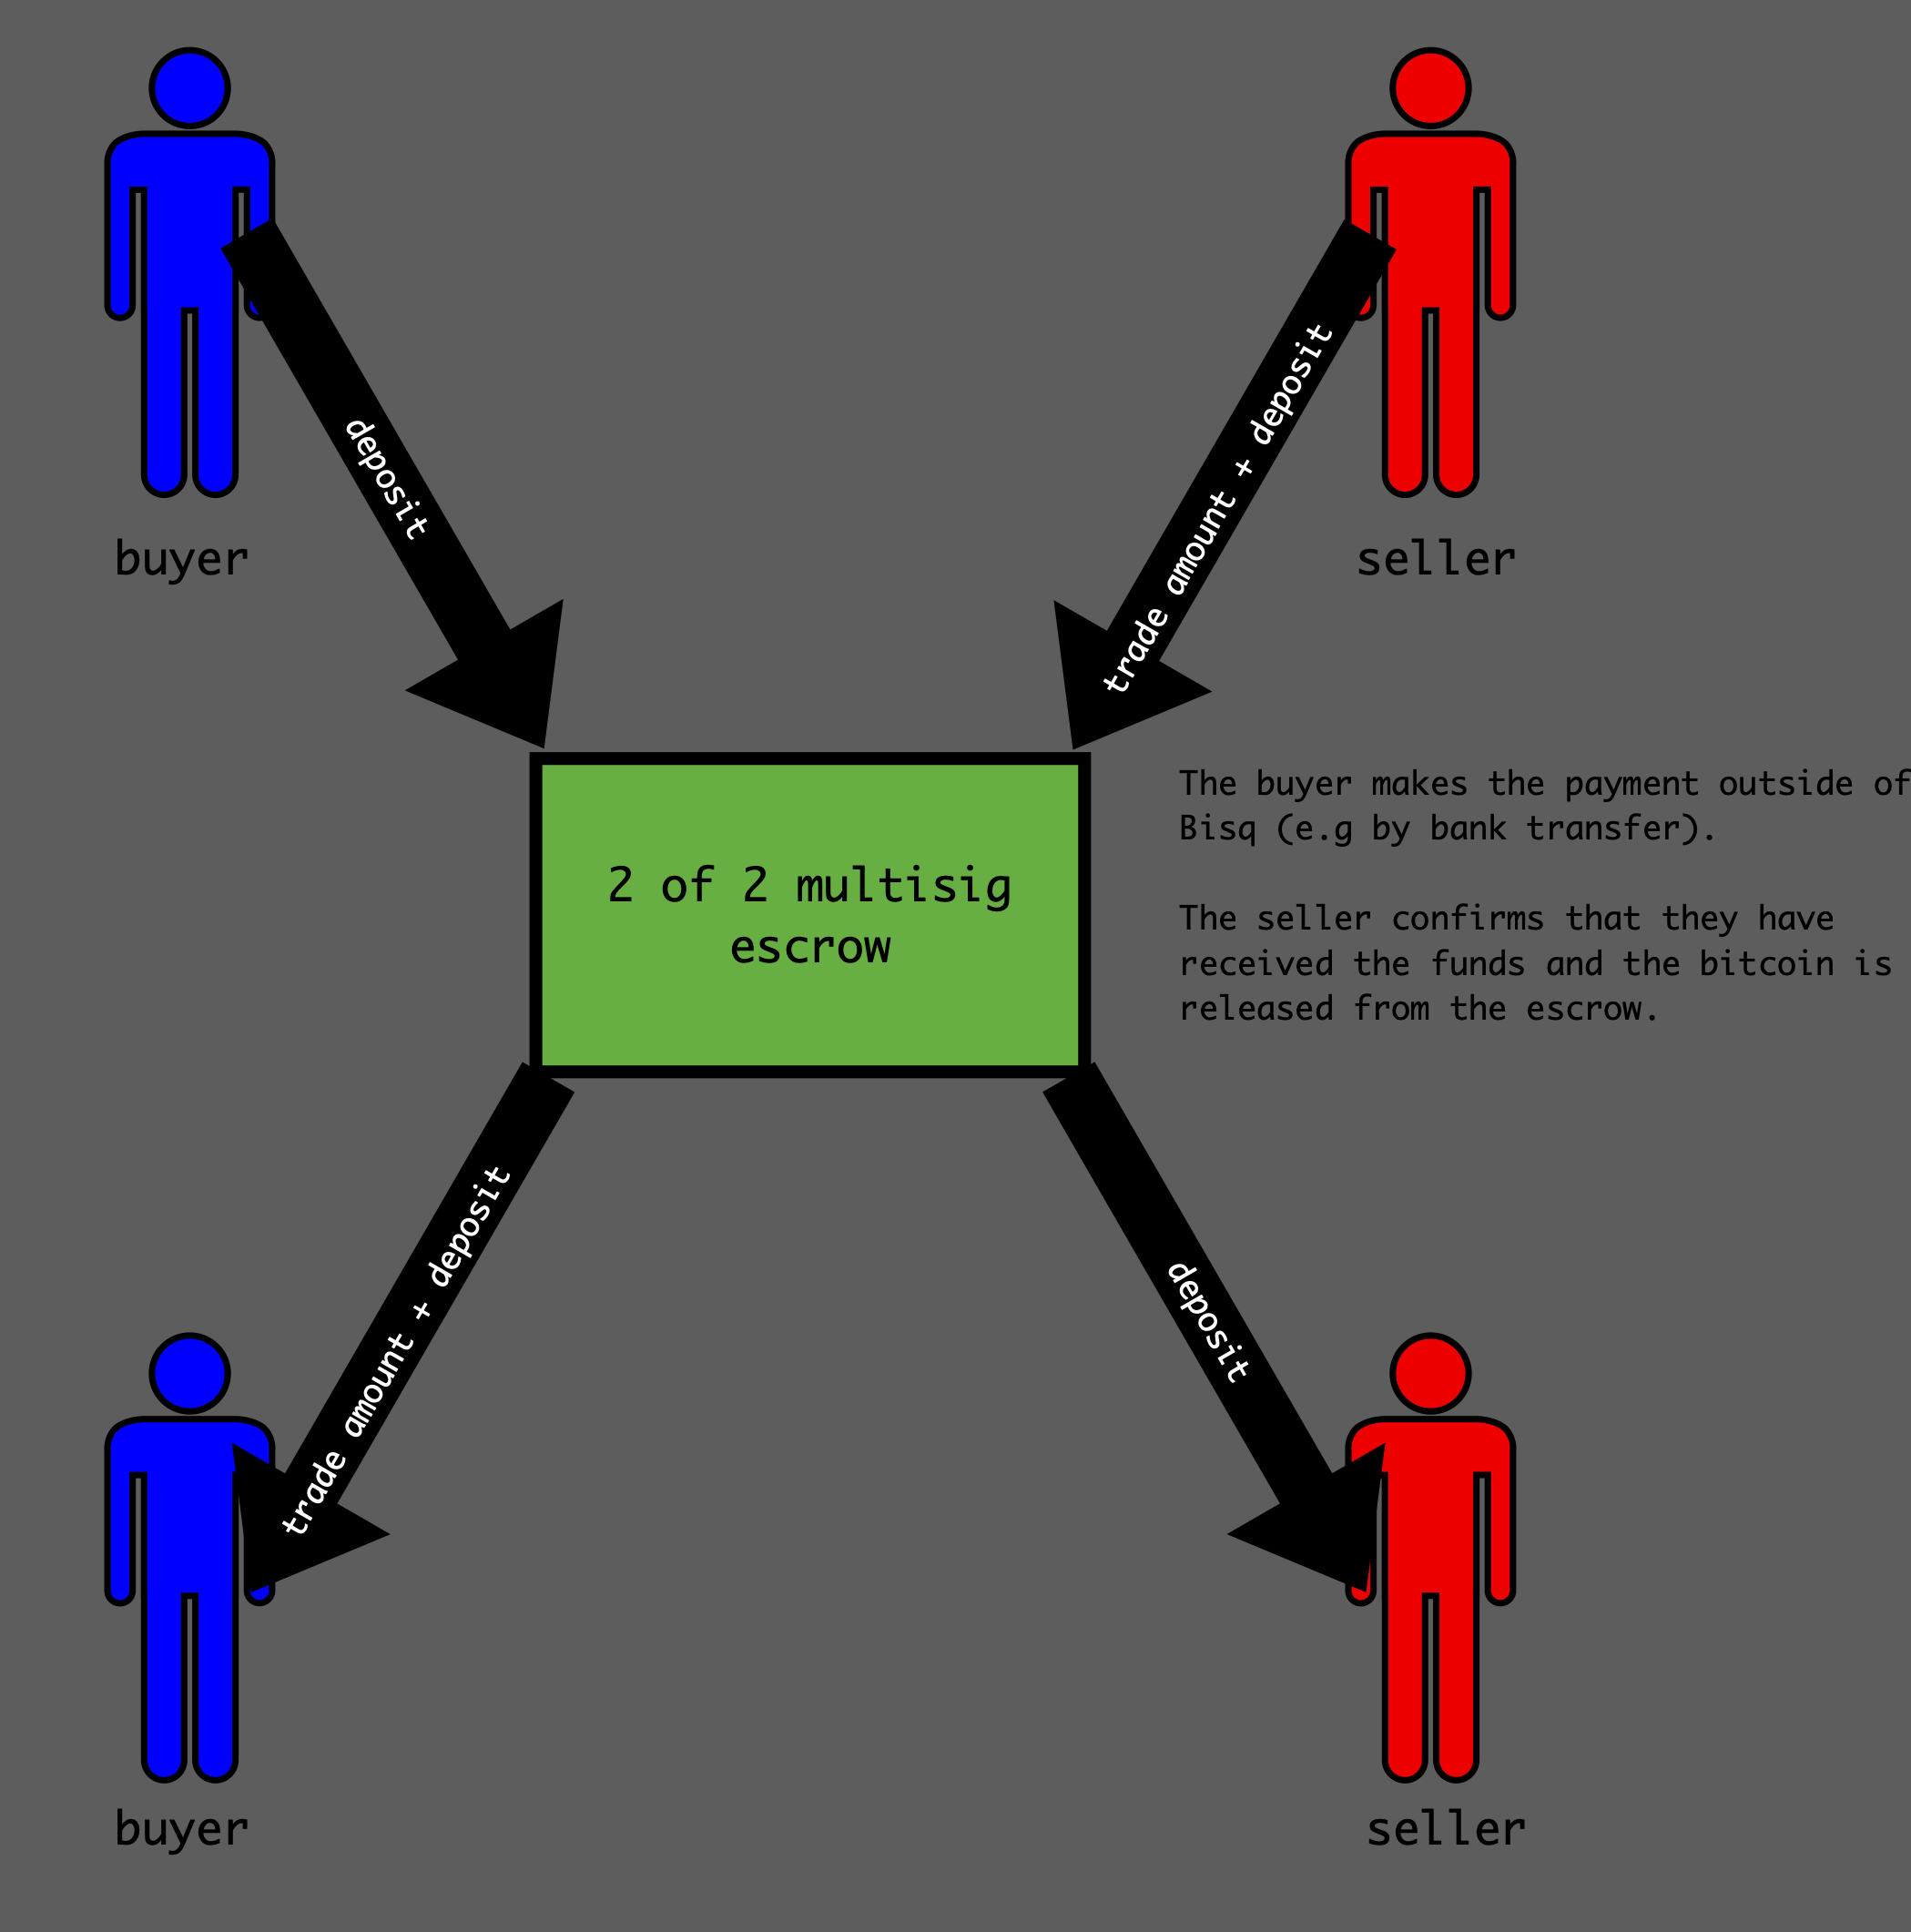 deposit
trade amount + deposit
buyer
seller
The buyer makes the payment outside of
Bisq (e.g by bank transfer).
The seller confirms that they have
received the funds and the bitcoin is
released from the escrow.
2 of 2 multisig
escrow
trade amount + deposit
deposit
buyer
seller